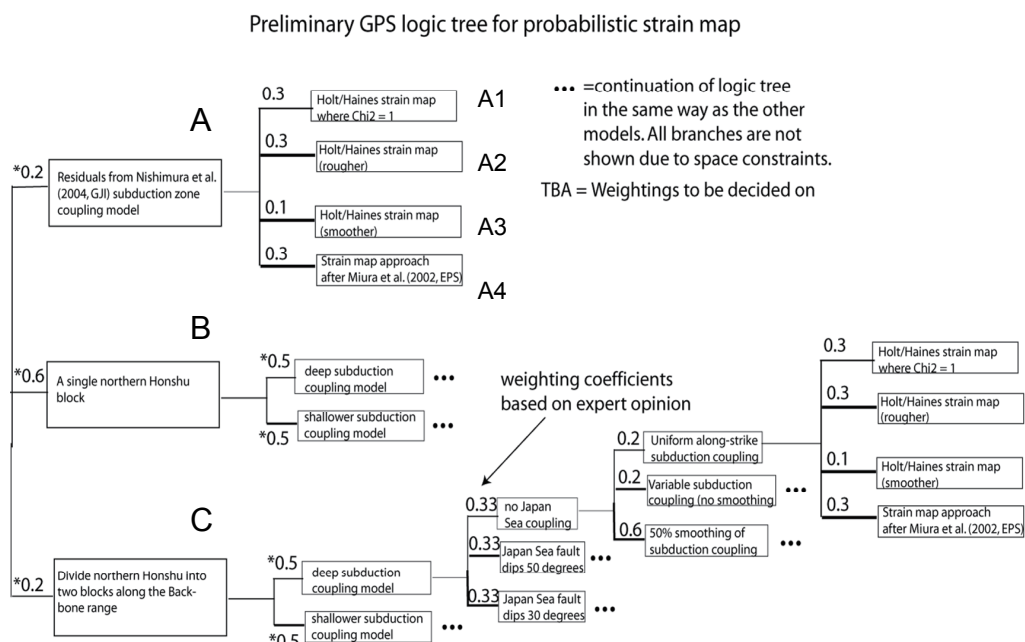 Preliminary GPS logic tree for probabilistic strain map
A
*0.2
Residuals from Nishimura et al.
(2004, GJI) subduction zone
coupling model
0.3
Holt/Haines strain map
where Chi2 = 1
A1
0.3
Holt/Haines strain map
(rougher)
A2
0.1
Holt/Haines strain map
(smoother)
A3
0.3
Strain map approach
after Miura et al. (2002, EPS)
A4
••• =continuation of logic tree
in the same way as the other
models. All branches are not
shown due to space constraints.
TBA = Weightings to be decided on
B
*0.6
A single northern Honshu
block
*0.5
deep subduction
coupling model
•••
*0.5
shallower subduction
coupling model
•••
weighting coefficients
based on expert opinion
C
*0.2
Divide northern Honshu into
two blocks along the Back-
bone range
*0.5
deep subduction
coupling model
*0.5
shallower subduction
coupling model
•••
0.33
no Japan
Sea coupling
0.33
Japan Sea fault
dips 50 degrees
•••
0.33
Japan Sea fault
dips 30 degrees
•••
0.2
Uniform along-strike
subduction coupling
0.2
Variable subduction
coupling (no smoothing
•••
0.6
50% smoothing of
subduction coupling
•••
0.3
Holt/Haines strain map
where Chi2 = 1
0.3
Holt/Haines strain map
(rougher)
0.1
Holt/Haines strain map
(smoother)
0.3
Strain map approach
after Miura et al. (2002, EPS)